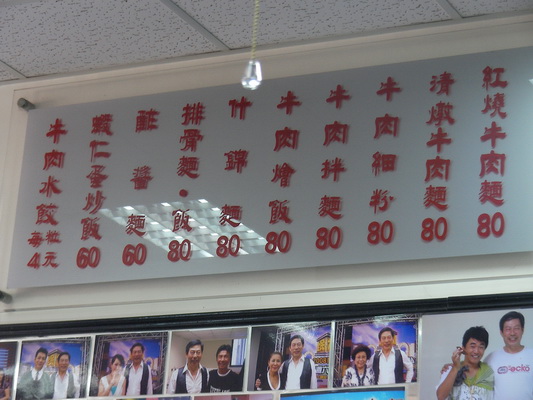 紅燒牛肉麵 80
清燉牛肉麵 80
牛肉細粉 80
牛肉拌麵 80
牛肉燴飯 80
什錦麵 80
排骨麵・飯 80
酢醬麵 60
蝦仁蛋炒飯 60
牛肉水餃 每粒4元